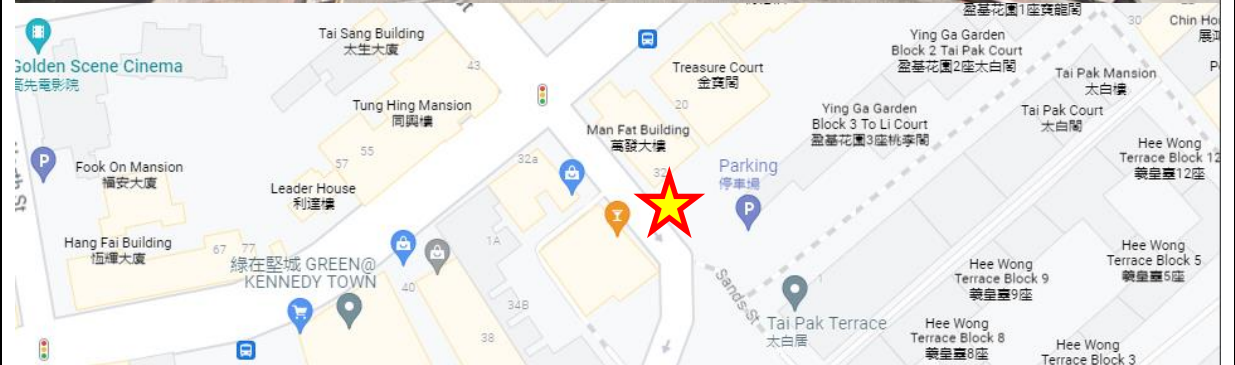 盈基花園1座寶龍閣
30
Chin Ho
Tai Sang Building
太生大廈
Ying Ga Garden
Block 2 Tai Pak Court
盈基花園2座太白閣
Golden Scene Cinema
高先電影院
43
Treasure Court
金寶閣
20
Tai Pak Mansion
太白樓
Tung Hing Mansion
同興樓
Ying Ga Garden
Block 3 To Li Court
盈基花園3座桃李閣
Tai Pak Court
太白閣
Man Fat Building
萬發大樓
Hee Wong
Terrace Block 12
羲皇臺12座
55
57
32a
P
Fook On Mansion
福安大廈
Parking
停車場
P
Leader House
利達樓
Hang Fai Building
恆輝大廈
67
77
1A
綠在堅城 GREEN@
KENNEDY TOWN
40
34B
38
Hee Wong
Terrace Block 5
羲皇臺5座
Hee Wong
Terrace Block 9
羲皇臺9座
Sands St
1
Tai Pak Terrace
太白居
Hee Wong
Terrace Block 8
羲皇臺8座
Hee Wong
Terrace Block 3